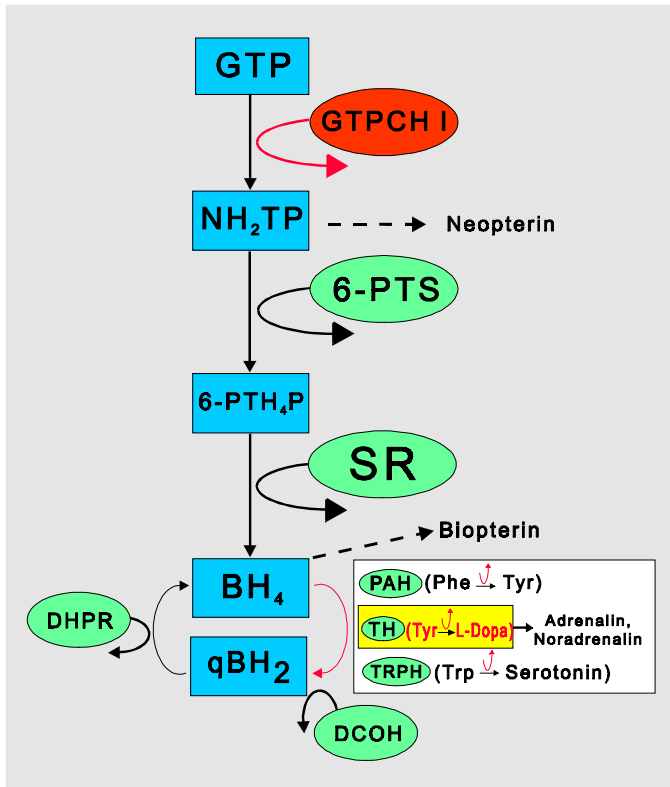 GTP
GTPCH I
NH₂TP
Neopterin
6-PTS
6-PTH₄P
SR
Biopterin
BH₄
PAH (Phe → Tyr)
DHPR
TH (Tyr→L-Dopa) → Adrenalin,
Noradrenalin
qBH₂
TRPH (Trp → Serotonin)
DCOH